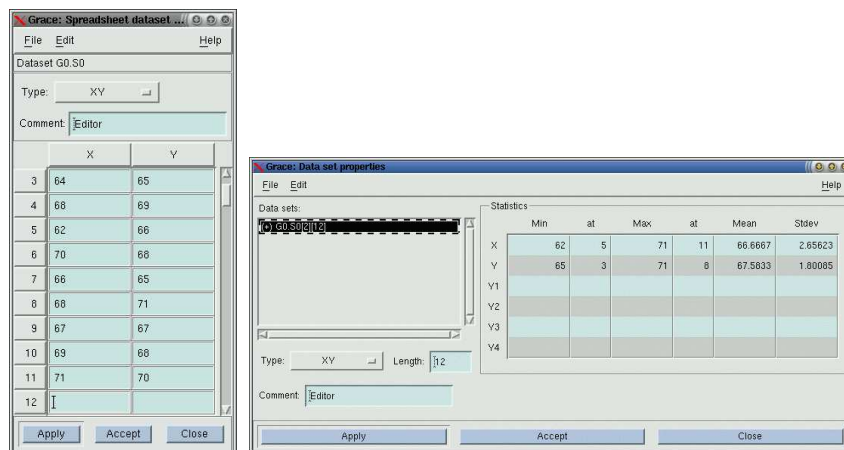 Grace: Spreadsheet dataset ...
File Edit Help
Dataset G0.S0
Type: XY
Comment: Editor
X Y
3 64 65
4 68 69
5 62 66
6 70 68
7 66 65
8 68 71
9 67 67
10 69 68
11 71 70
12
Apply Accept Close
Grace: Data set properties
File Edit Help
Data sets:
(+) G0.S0[2][12]
Type: XY Length: 12
Comment: Editor
Statistics
Min at Max at Mean Stdev
X 62 5 71 11 66.6667 2.65623
Y 65 3 71 8 67.5833 1.80085
Y1
Y2
Y3
Y4
Apply Accept Close